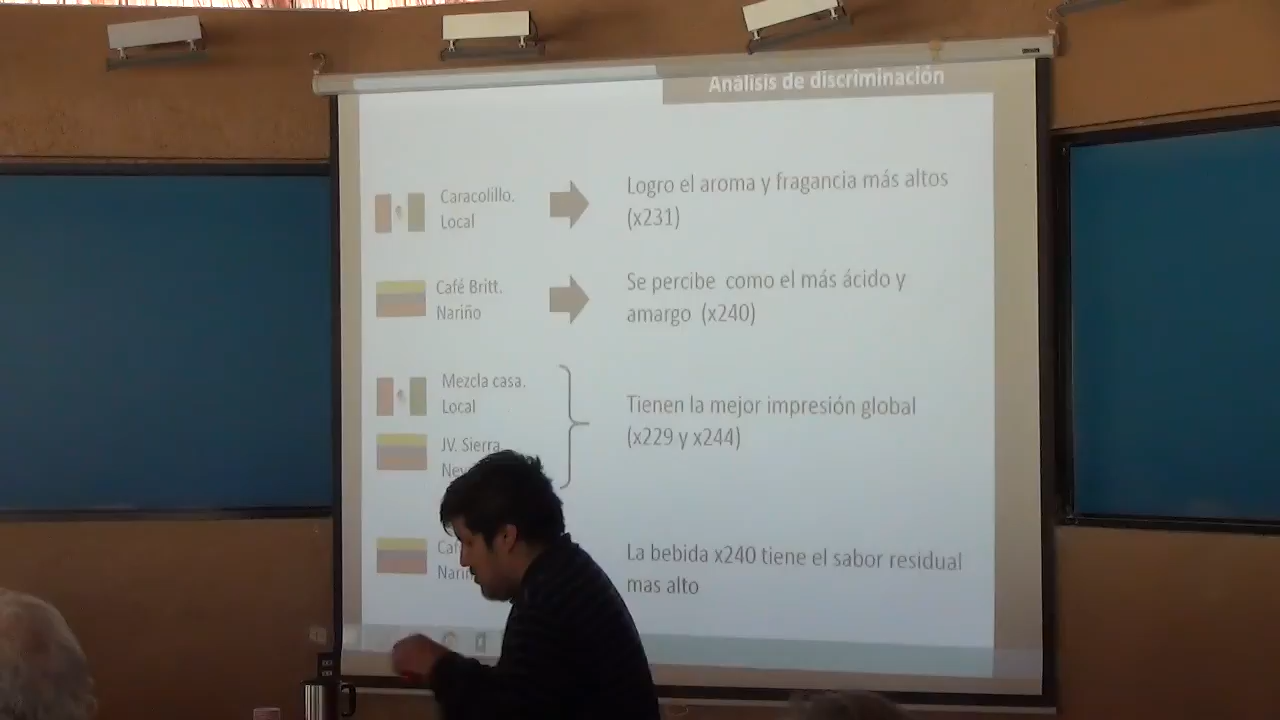 Análisis de discriminación
Caracolillo.
Local
Logro el aroma y fragancia más altos
(x231)
Café Britt.
Nariño
Se percibe como el más ácido y
amargo (x240)
Mezcla casa.
Local
JV. Sierra
Tienen la mejor impresión global
(x229 y x244)
La bebida x240 tiene el sabor residual
mas alto